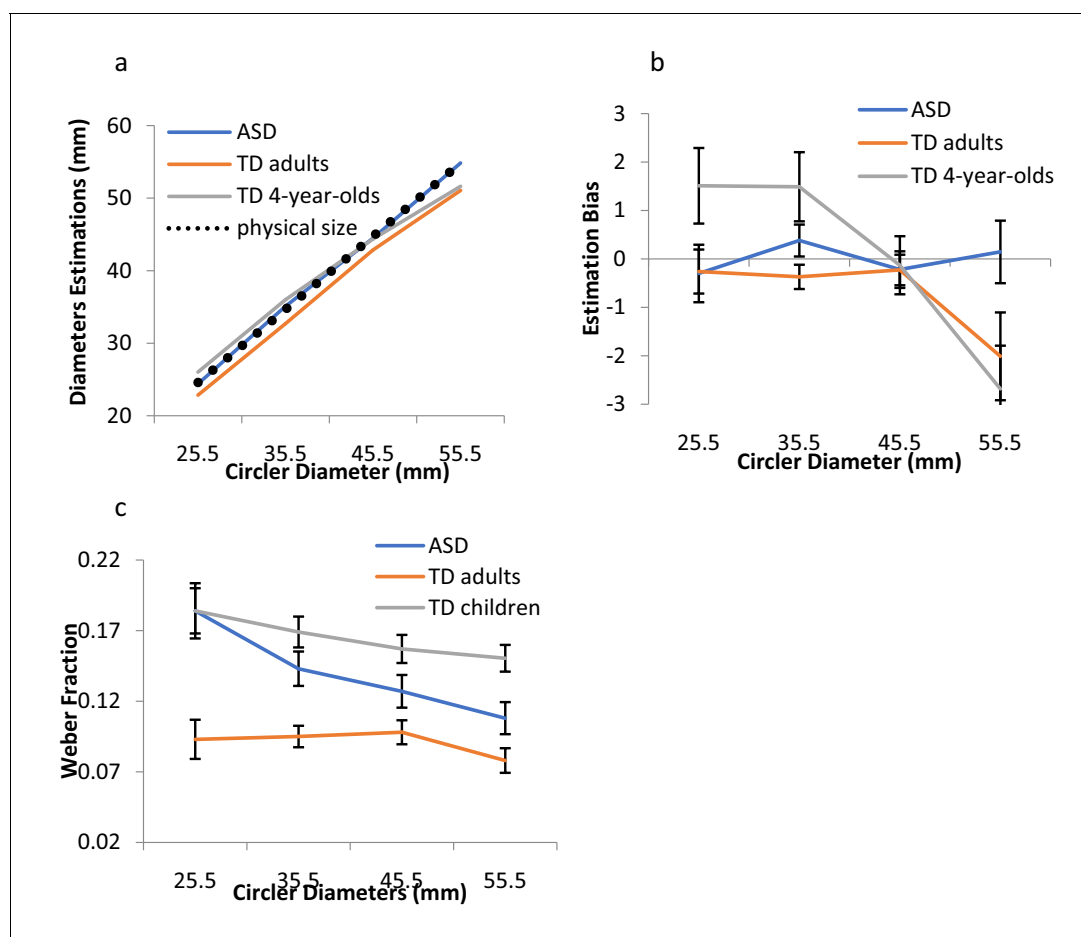 a
Diameters Estimations (mm)
60
50
40
30
20
ASD
TD adults
TD 4-year-olds
physical size
25.5 35.5 45.5 55.5
Circler Diameter (mm)
b
Estimation Bias
3
2
1
0
-1
-2
-3
ASD
TD adults
TD 4-year-olds
25.5 35.5 45.5 55.5
Circler Diameter (mm)
c
Weber Fraction
0.22
0.17
0.12
0.07
0.02
ASD
TD adults
TD children
25.5 35.5 45.5 55.5
Circler Diameters (mm)